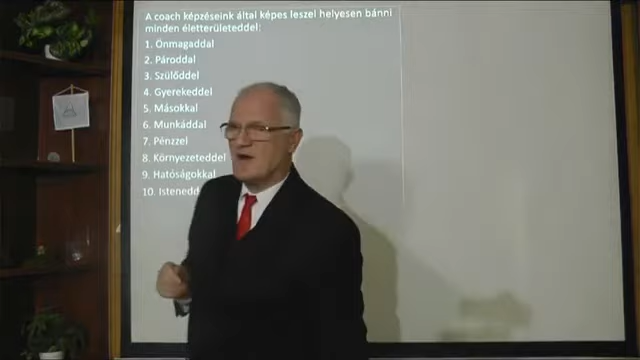 A coach képzéseink által képes leszel helyesen bánni
minden életterületeddel:
1. Önmagaddal
2. Pároddal
3. Szülőddel
4. Gyerekeddel
5. Másokkal
6. Munkáddal
7. Pénzzel
8. Környezeteddel
9. Hatóságokkal
10. Istenedd